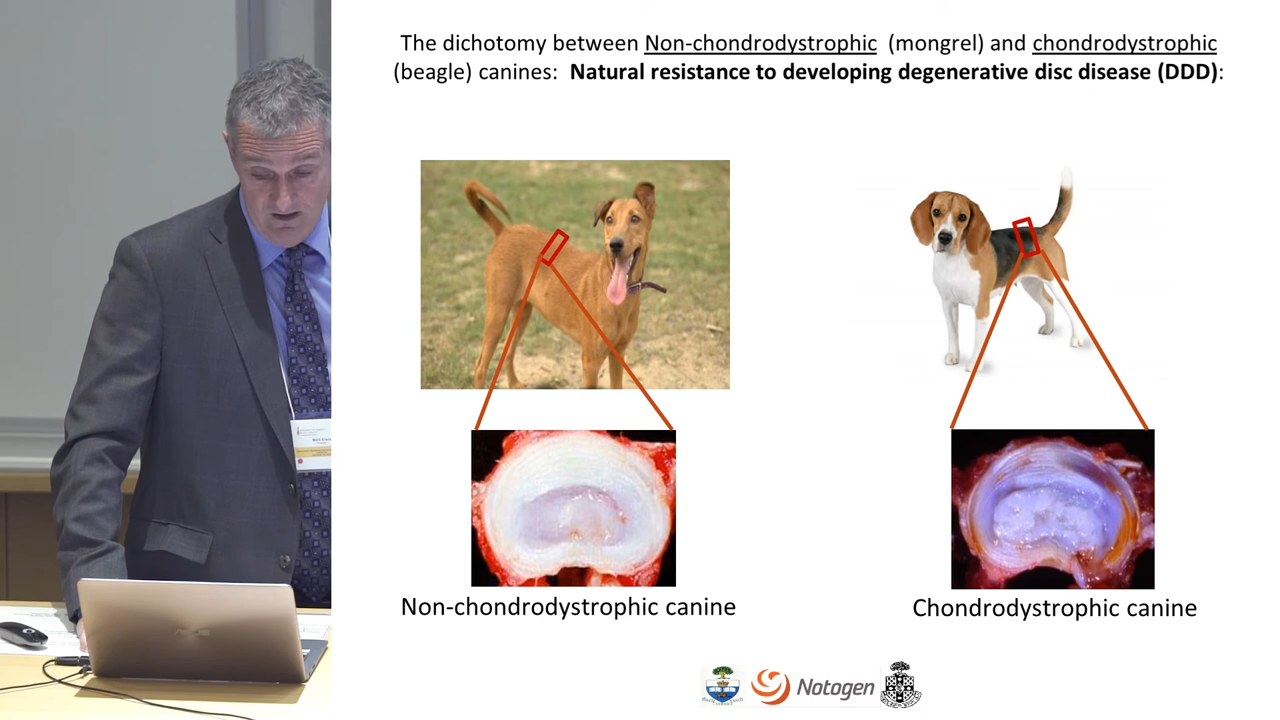 The dichotomy between Non-chondrodystrophic (mongrel) and chondrodystrophic
(beagle) canines: Natural resistance to developing degenerative disc disease (DDD):
Non-chondrodystrophic canine
Chondrodystrophic canine
Notogen